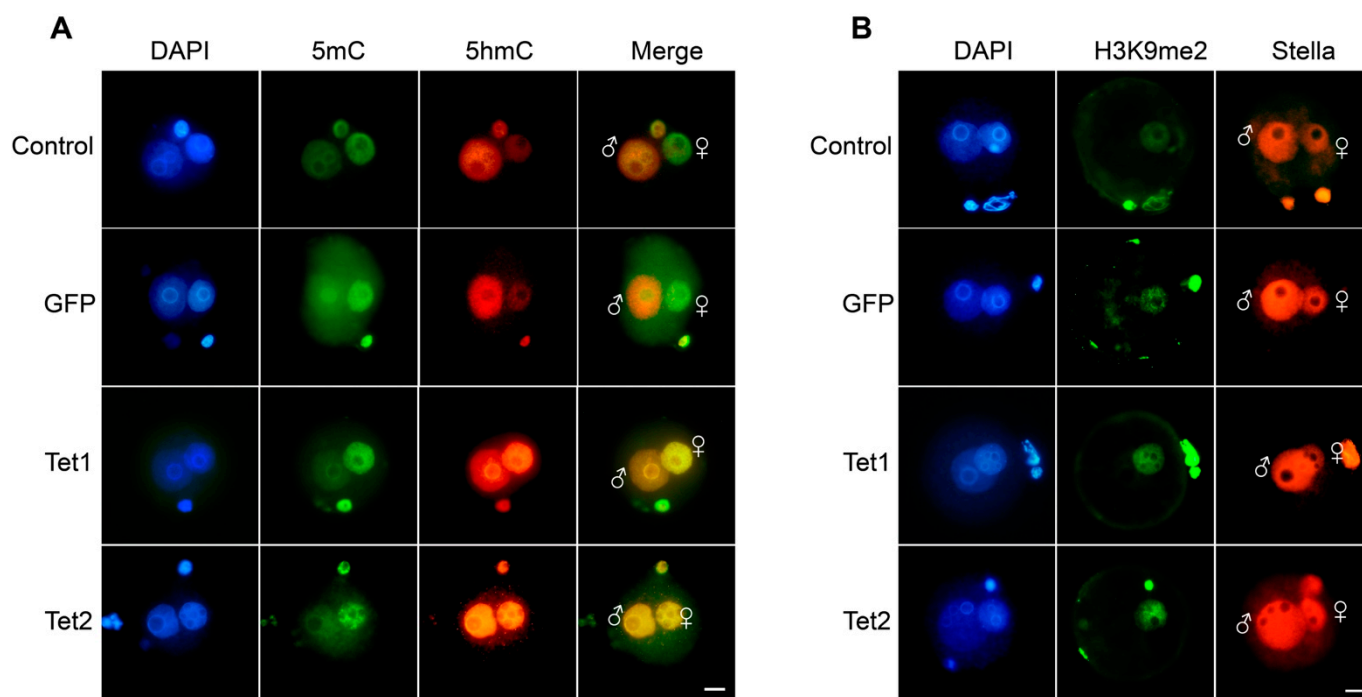 A
DAPI 5mC 5hmC Merge
Control ♂ ♀
GFP ♂ ♀
Tet1 ♂ ♀
Tet2 ♂ ♀
B
DAPI H3K9me2 Stella
Control ♂ ♀
GFP ♂ ♀
Tet1 ♂ ♀
Tet2 ♂ ♀